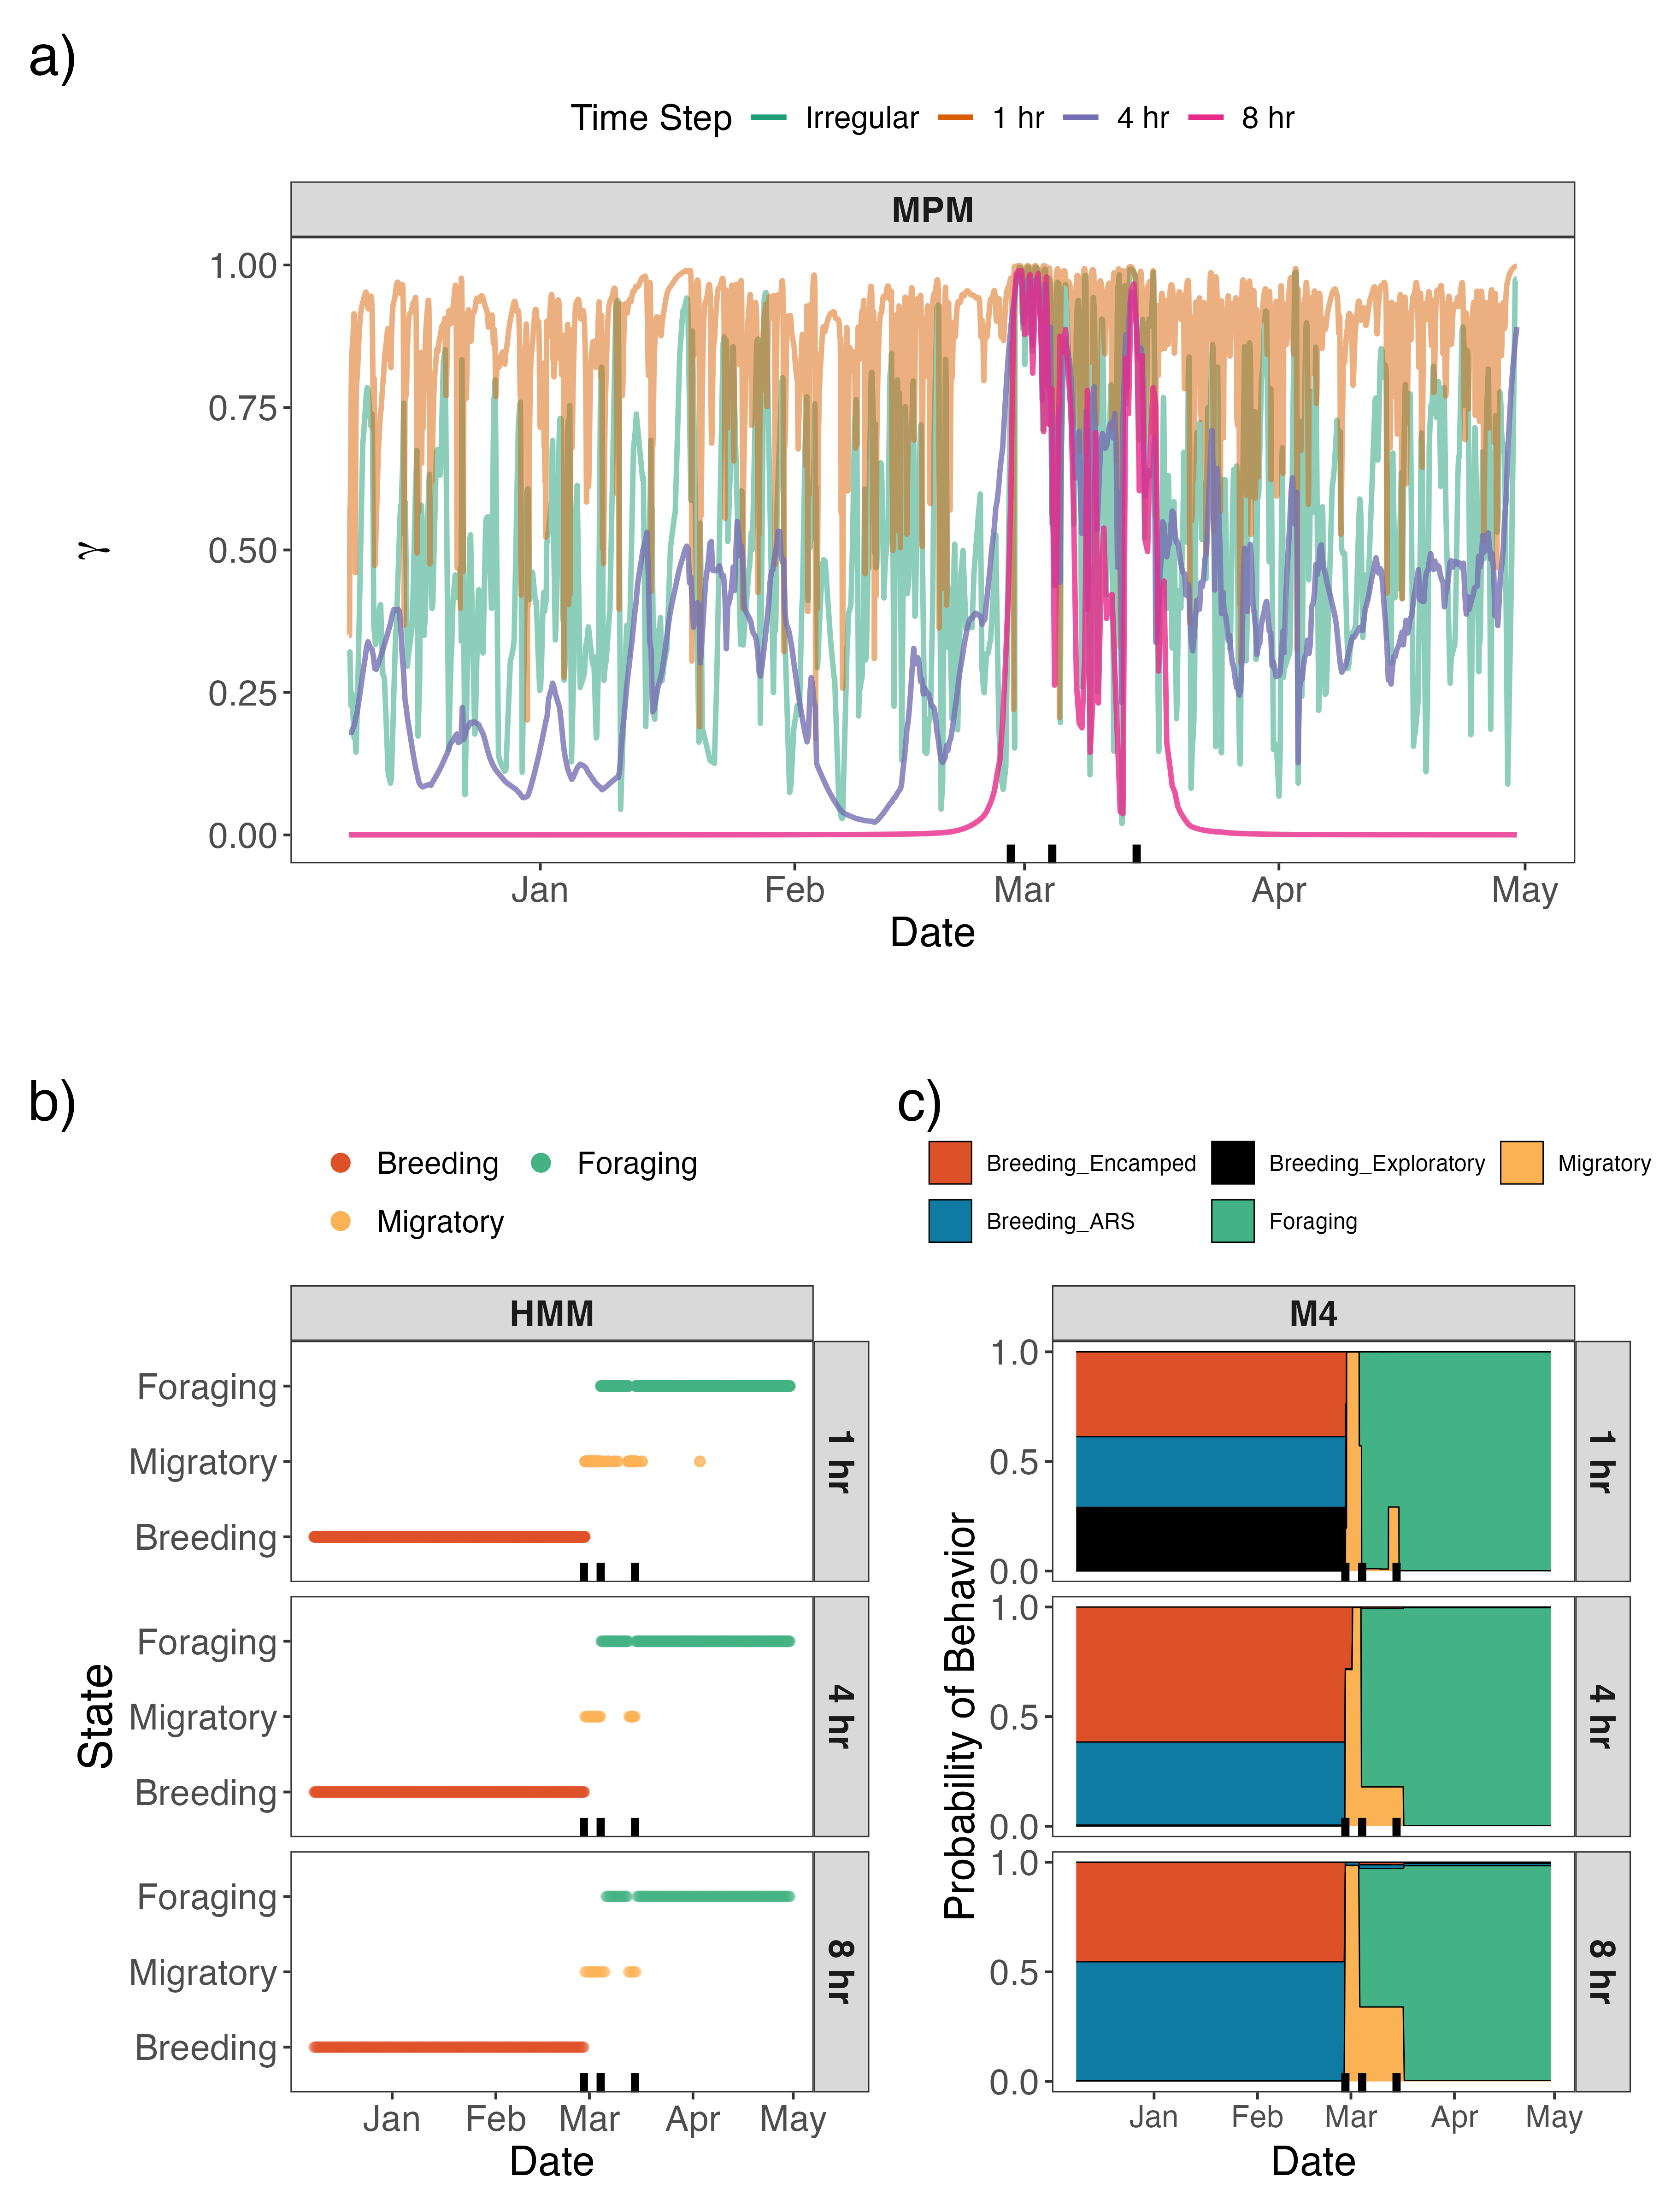 a)
Time Step Irregular 1 hr 4 hr 8 hr
MPM
γ
1.00
0.75
0.50
0.25
0.00
Jan Feb Mar Apr May
Date
b)
Breeding Foraging
Migratory
HMM
State
Foraging
Migratory
Breeding
1 hr
Foraging
Migratory
Breeding
4 hr
Foraging
Migratory
Breeding
8 hr
Jan Feb Mar Apr May
Date
c)
Breeding_Encamped Breeding_Exploratory Migratory
Breeding_ARS Foraging
M4
Probability of Behavior
1.0
0.5
0.0
1 hr
1.0
0.5
0.0
4 hr
1.0
0.5
0.0
8 hr
Jan Feb Mar Apr May
Date